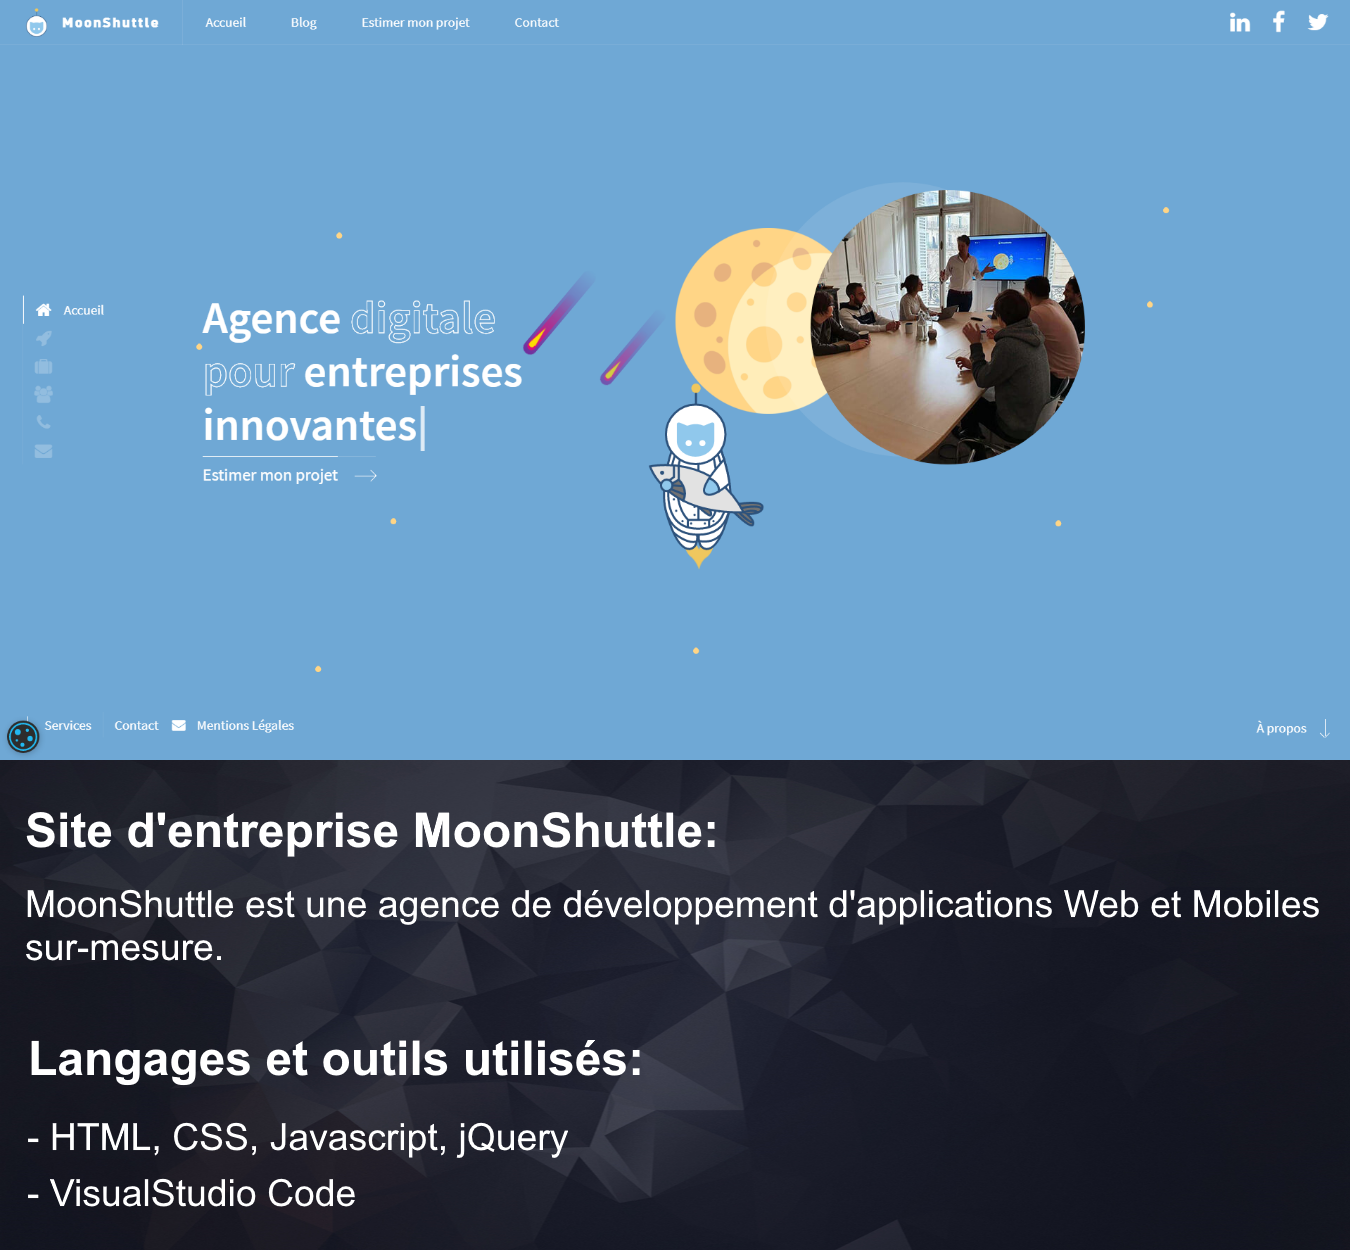 MoonShuttle
Accueil
Blog
Estimer mon projet
Contact
Accueil
Agence digitale
pour entreprises
innovantes|
Estimer mon projet
Services
Contact
Mentions Légales
À propos
Site d'entreprise MoonShuttle:
MoonShuttle est une agence de développement d'applications Web et Mobiles
sur-mesure.
Langages et outils utilisés:
- HTML, CSS, Javascript, jQuery
- VisualStudio Code